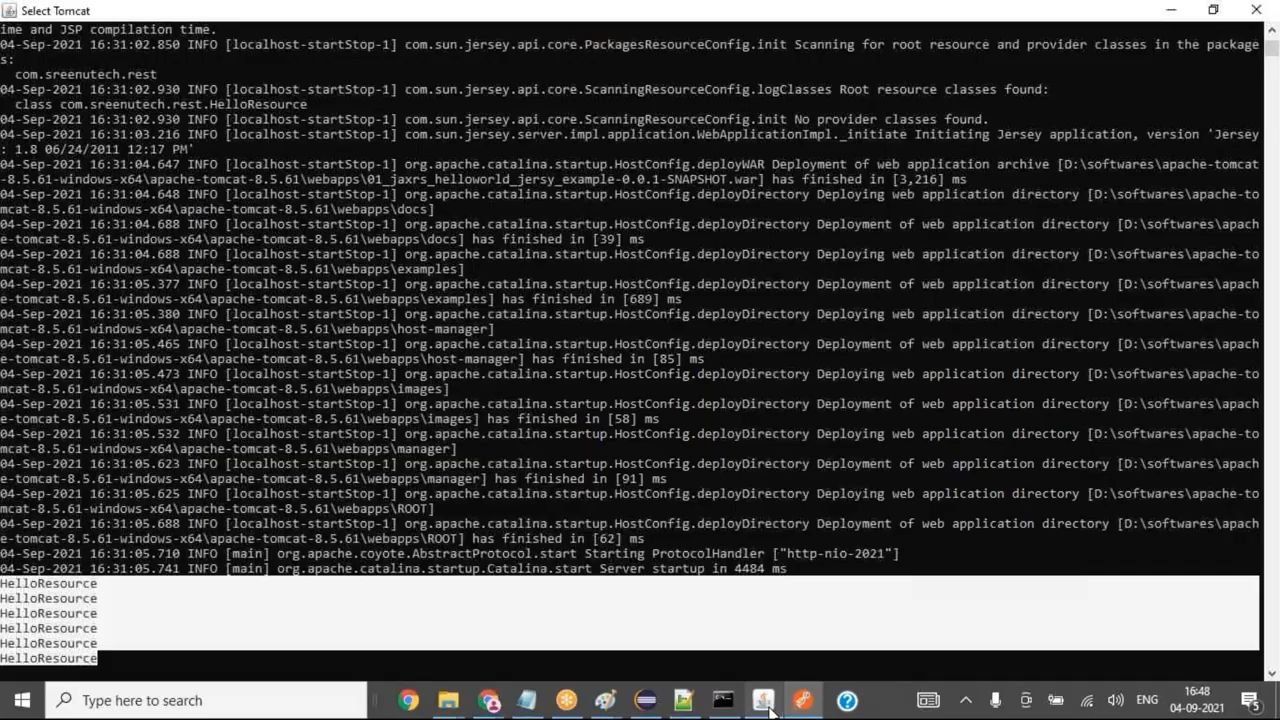 Select Tomcat
ime and JSP compilation time.
04-Sep-2021 16:31:02.850 INFO [localhost-startStop-1] com.sun.jersey.api.core.PackagesResourceConfig.init Scanning for root resource and provider classes in the package
s:
  com.sreenutech.rest
04-Sep-2021 16:31:02.930 INFO [localhost-startStop-1] com.sun.jersey.api.core.ScanningResourceConfig.logClasses Root resource classes found:
  class com.sreenutech.rest.HelloResource
04-Sep-2021 16:31:02.930 INFO [localhost-startStop-1] com.sun.jersey.api.core.ScanningResourceConfig.init No provider classes found.
04-Sep-2021 16:31:03.216 INFO [localhost-startStop-1] com.sun.jersey.server.impl.application.WebApplicationImpl._initiate Initiating Jersey application, version 'Jersey
: 1.8 06/24/2011 12:17 PM'
04-Sep-2021 16:31:04.647 INFO [localhost-startStop-1] org.apache.catalina.startup.HostConfig.deployWAR Deployment of web application archive [D:\softwares\apache-tomcat
-8.5.61-windows-x64\apache-tomcat-8.5.61\webapps\01_jaxrs_helloworld_jersy_example-0.0.1-SNAPSHOT.war] has finished in [3,216] ms
04-Sep-2021 16:31:04.648 INFO [localhost-startStop-1] org.apache.catalina.startup.HostConfig.deployDirectory Deploying web application directory [D:\softwares\apache-to
mcat-8.5.61-windows-x64\apache-tomcat-8.5.61\webapps\docs]
04-Sep-2021 16:31:04.688 INFO [localhost-startStop-1] org.apache.catalina.startup.HostConfig.deployDirectory Deployment of web application directory [D:\softwares\apach
e-tomcat-8.5.61-windows-x64\apache-tomcat-8.5.61\webapps\docs] has finished in [39] ms
04-Sep-2021 16:31:04.688 INFO [localhost-startStop-1] org.apache.catalina.startup.HostConfig.deployDirectory Deploying web application directory [D:\softwares\apache-to
mcat-8.5.61-windows-x64\apache-tomcat-8.5.61\webapps\examples]
04-Sep-2021 16:31:05.377 INFO [localhost-startStop-1] org.apache.catalina.startup.HostConfig.deployDirectory Deployment of web application directory [D:\softwares\apach
e-tomcat-8.5.61-windows-x64\apache-tomcat-8.5.61\webapps\examples] has finished in [689] ms
04-Sep-2021 16:31:05.380 INFO [localhost-startStop-1] org.apache.catalina.startup.HostConfig.deployDirectory Deploying web application directory [D:\softwares\apache-to
mcat-8.5.61-windows-x64\apache-tomcat-8.5.61\webapps\host-manager]
04-Sep-2021 16:31:05.465 INFO [localhost-startStop-1] org.apache.catalina.startup.HostConfig.deployDirectory Deployment of web application directory [D:\softwares\apach
e-tomcat-8.5.61-windows-x64\apache-tomcat-8.5.61\webapps\host-manager] has finished in [85] ms
04-Sep-2021 16:31:05.473 INFO [localhost-startStop-1] org.apache.catalina.startup.HostConfig.deployDirectory Deploying web application directory [D:\softwares\apache-to
mcat-8.5.61-windows-x64\apache-tomcat-8.5.61\webapps\images]
04-Sep-2021 16:31:05.531 INFO [localhost-startStop-1] org.apache.catalina.startup.HostConfig.deployDirectory Deployment of web application directory [D:\softwares\apach
e-tomcat-8.5.61-windows-x64\apache-tomcat-8.5.61\webapps\images] has finished in [58] ms
04-Sep-2021 16:31:05.532 INFO [localhost-startStop-1] org.apache.catalina.startup.HostConfig.deployDirectory Deploying web application directory [D:\softwares\apache-to
mcat-8.5.61-windows-x64\apache-tomcat-8.5.61\webapps\manager]
04-Sep-2021 16:31:05.623 INFO [localhost-startStop-1] org.apache.catalina.startup.HostConfig.deployDirectory Deployment of web application directory [D:\softwares\apach
e-tomcat-8.5.61-windows-x64\apache-tomcat-8.5.61\webapps\manager] has finished in [91] ms
04-Sep-2021 16:31:05.625 INFO [localhost-startStop-1] org.apache.catalina.startup.HostConfig.deployDirectory Deploying web application directory [D:\softwares\apache-to
mcat-8.5.61-windows-x64\apache-tomcat-8.5.61\webapps\ROOT]
04-Sep-2021 16:31:05.688 INFO [localhost-startStop-1] org.apache.catalina.startup.HostConfig.deployDirectory Deployment of web application directory [D:\softwares\apach
e-tomcat-8.5.61-windows-x64\apache-tomcat-8.5.61\webapps\ROOT] has finished in [62] ms
04-Sep-2021 16:31:05.710 INFO [main] org.apache.coyote.AbstractProtocol.start Starting ProtocolHandler ["http-nio-2021"]
04-Sep-2021 16:31:05.741 INFO [main] org.apache.catalina.startup.Catalina.start Server startup in 4484 ms
HelloResource
HelloResource
HelloResource
HelloResource
HelloResource
HelloResource
Type here to search
ENG
16:48
04-09-2021
5